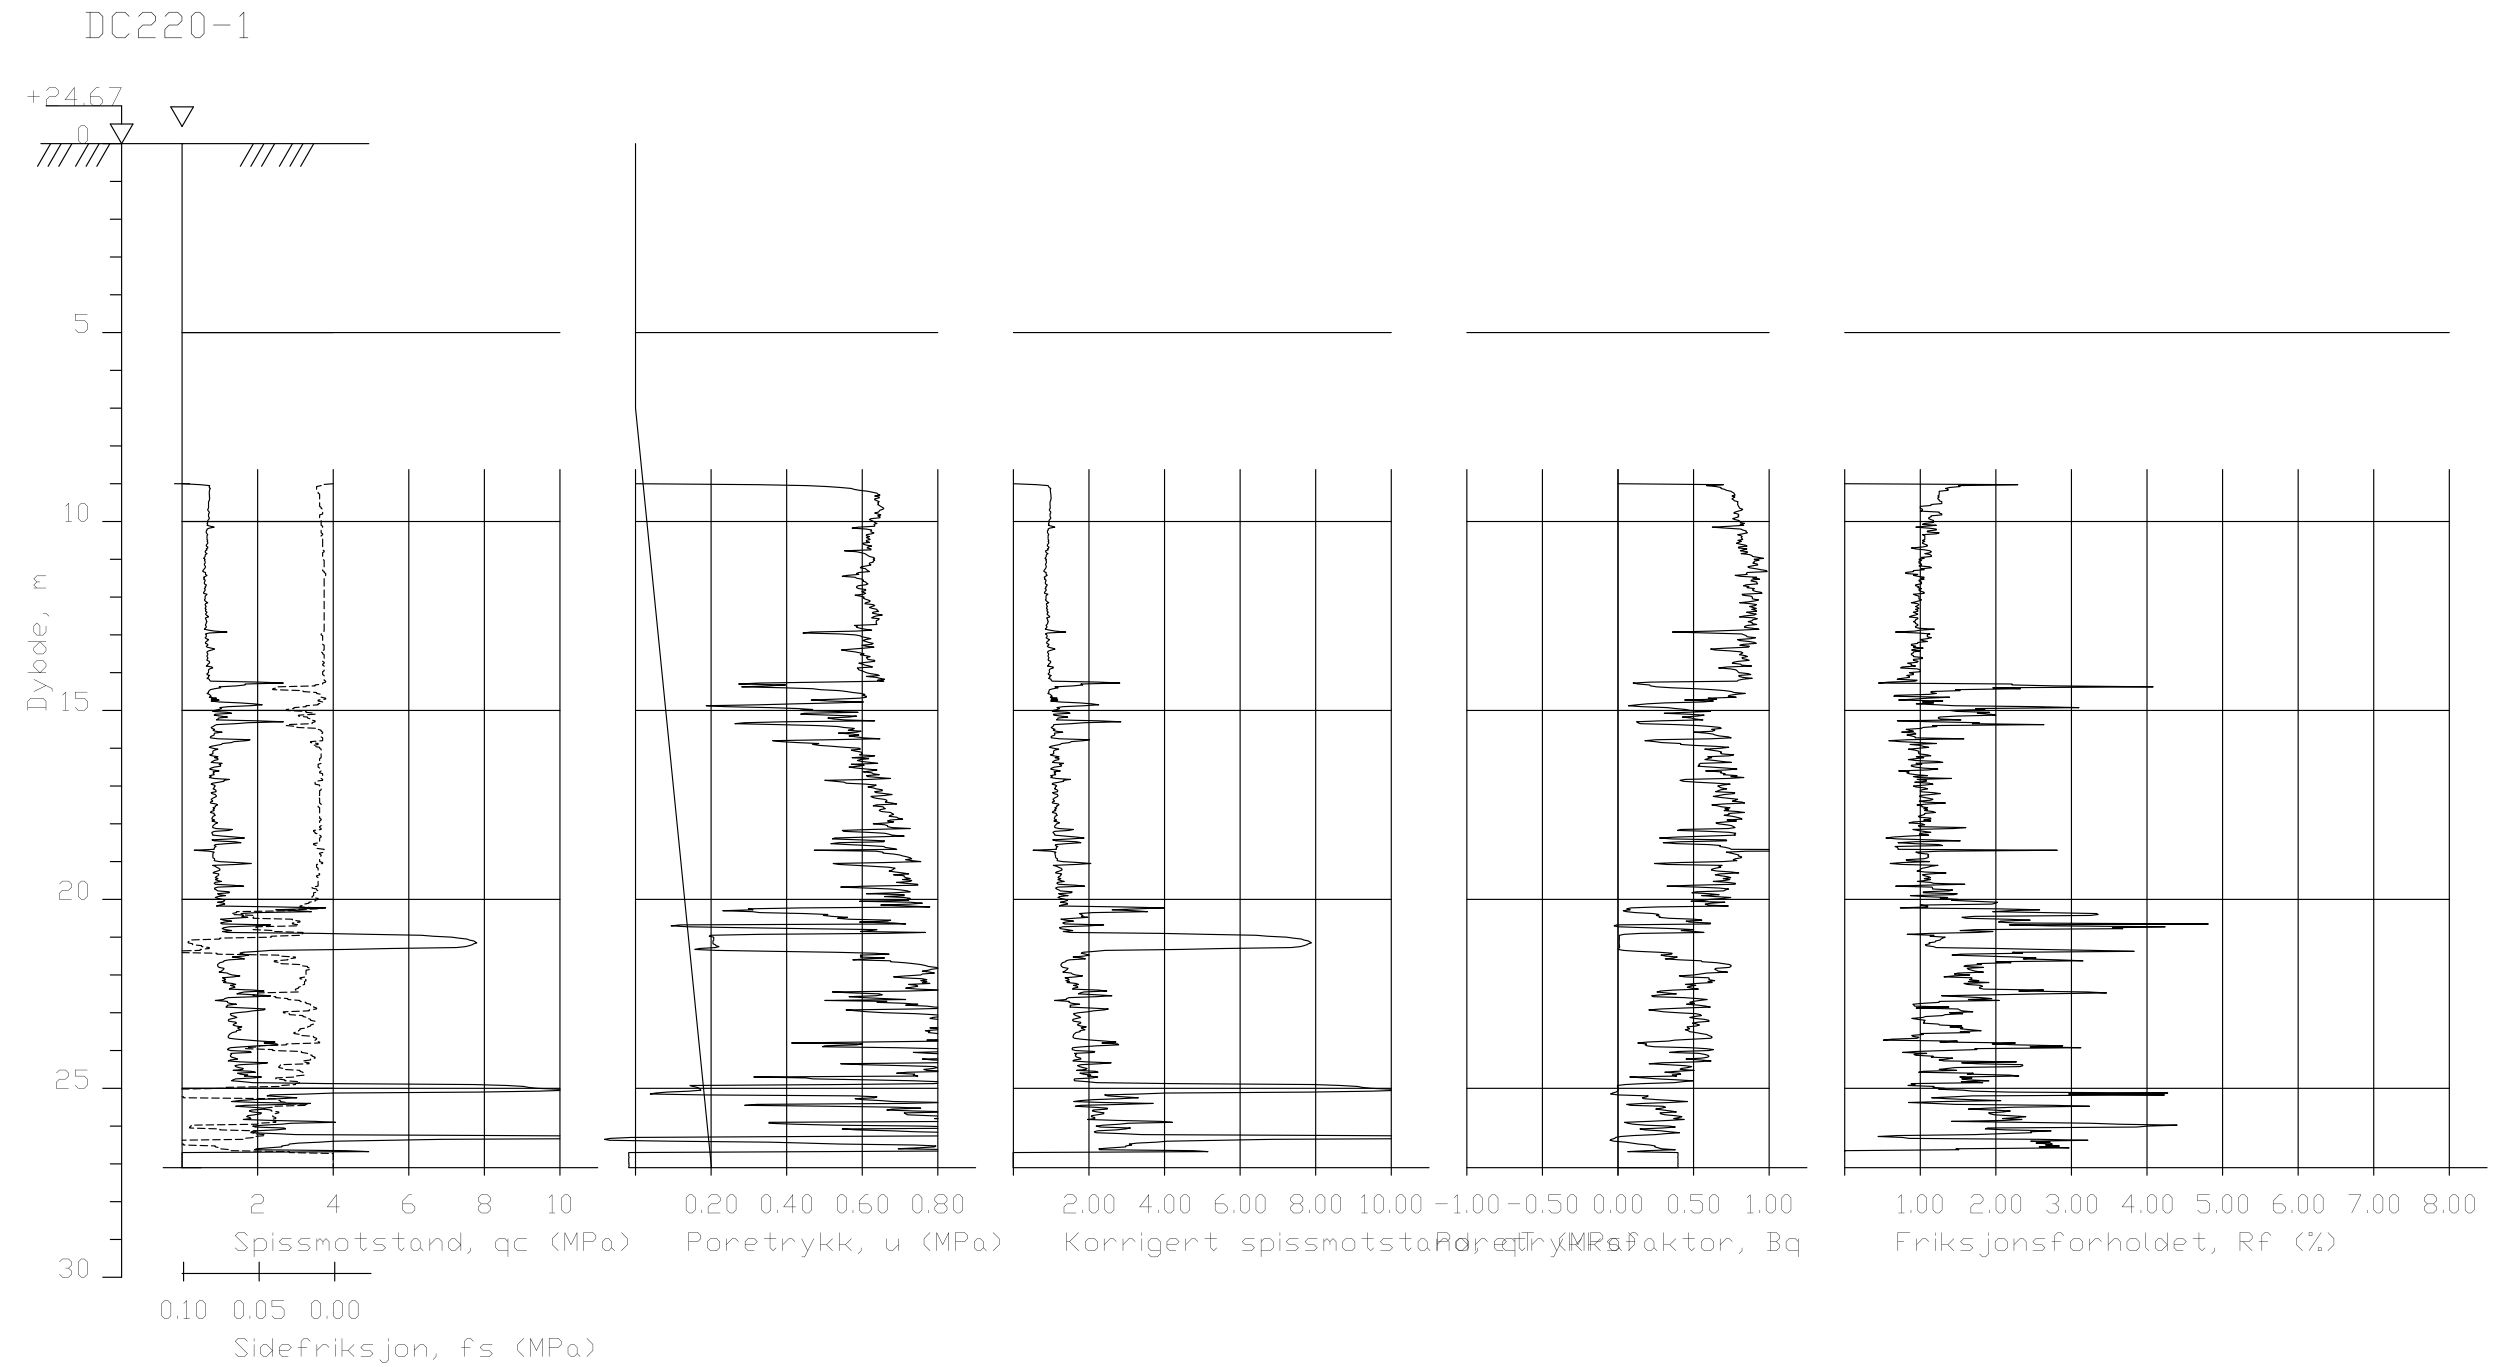 DC220-1
+24.67
0
5
10
15
20
25
30
Dybde, m
2 4 6 8 10
Spissmotstand, qc (MPa)
0.10 0.05 0.00
Sidefriksjon, fs (MPa)
0.20 0.40 0.60 0.80
Poretrykk, u (MPa)
2.00 4.00 6.00 8.00 10.00
Korrigert spissmotstand, qT (MPa)
-1.00 -0.50 0.00 0.50 1.00
Poretrykksfaktor, Bq
1.00 2.00 3.00 4.00 5.00 6.00 7.00 8.00
Friksjonsforholdet, Rf (%)